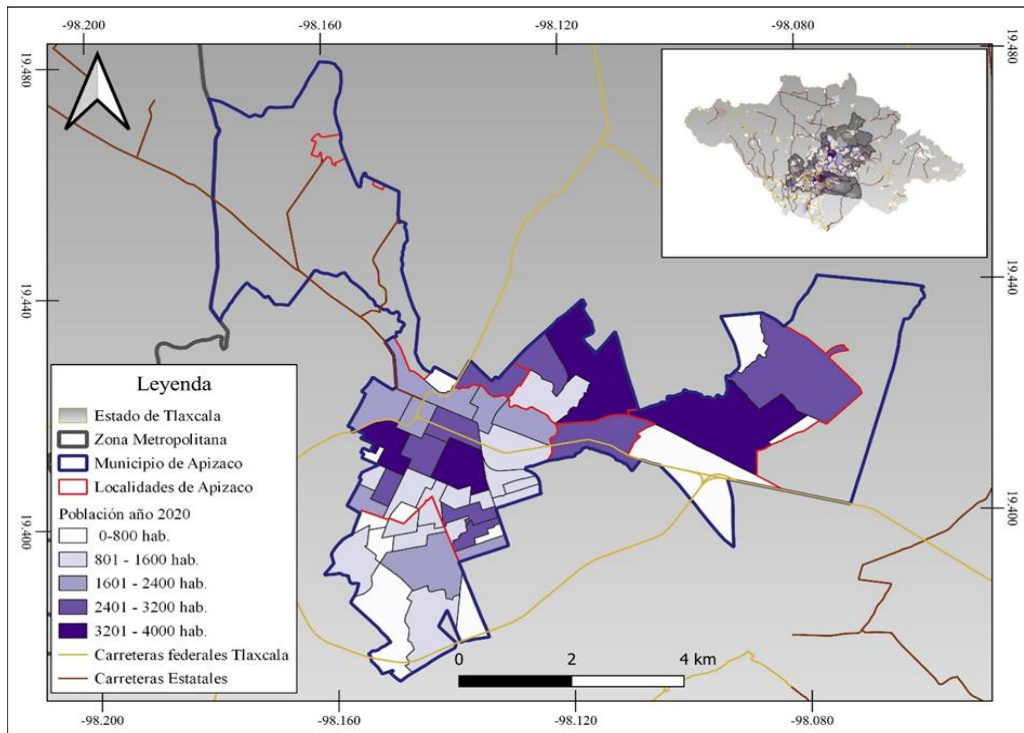 -98.200 -98.160 -98.120 -98.080
19.480 19.480
19.440 19.440
19.400 19.400
Leyenda
Estado de Tlaxcala
Zona Metropolitana
Municipio de Apizaco
Localidades de Apizaco
Población año 2020
0-800 hab.
801 - 1600 hab.
1601 - 2400 hab.
2401 - 3200 hab.
3201 - 4000 hab.
Carreteras federales Tlaxcala
Carreteras Estatales
0 2 4 km
-98.200 -98.160 -98.120 -98.080